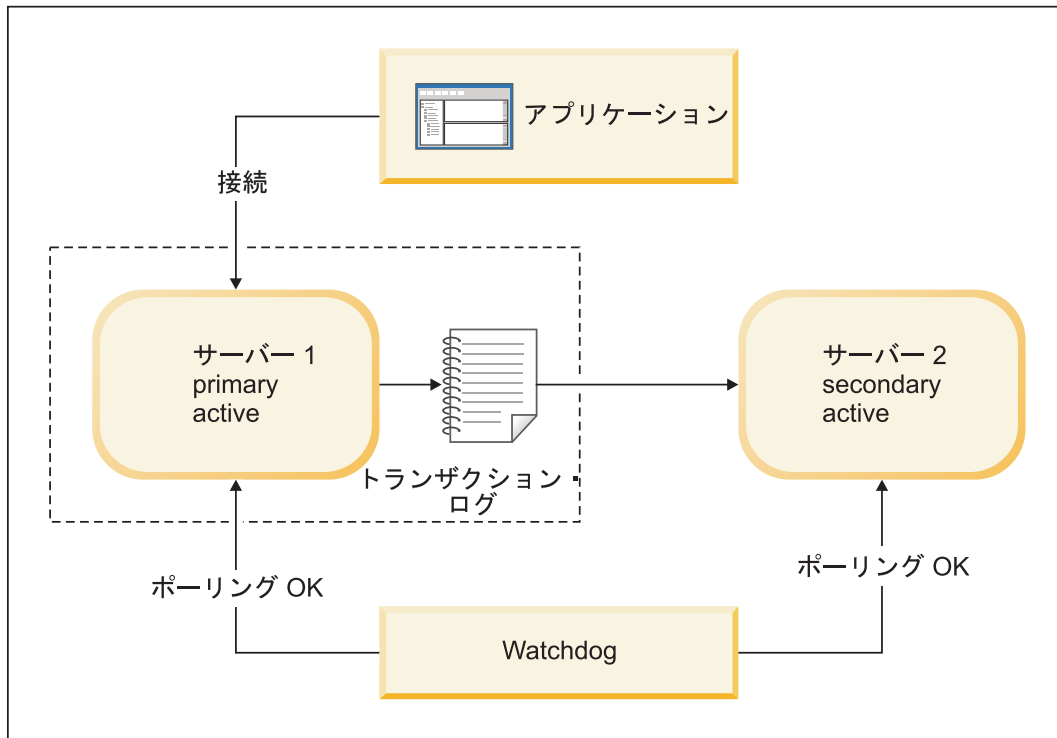 アプリケーション
接続
サーバー 1
primary
active
トランザクション・
ログ
サーバー 2
secondary
active
ポーリング OK
ポーリング OK
Watchdog